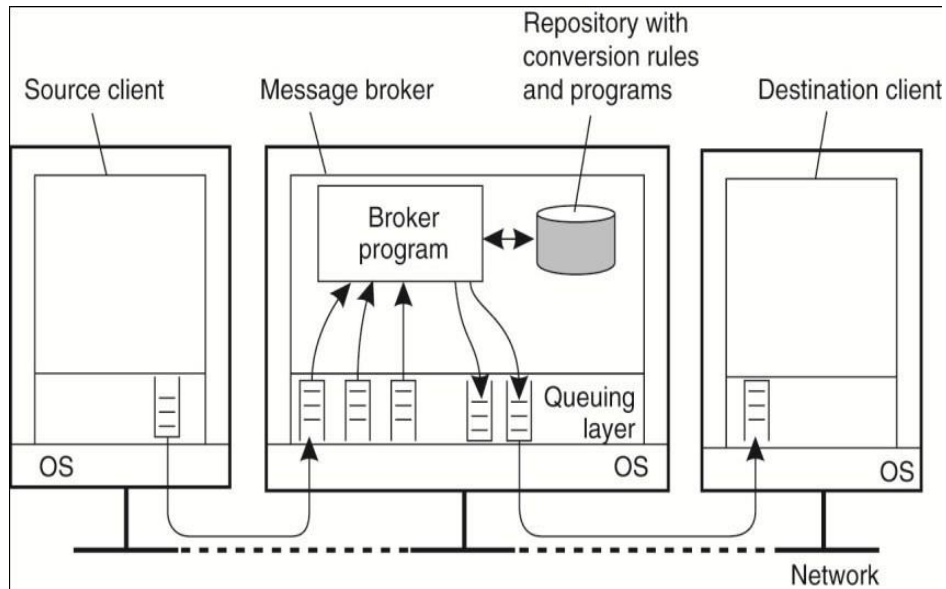 Repository with
conversion rules
and programs
Source client
Message broker
Destination client
Broker
program
Queuing
layer
OS
OS
OS
Network